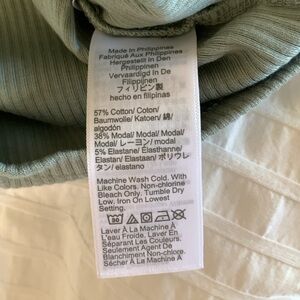 Made In Philippines
Fabriqué Aux Philippines
Hergestellt In Den
Philippinen
Vervaardigd In De
Filippijnen
フィリピン製
hecho en filipinas
57% Cotton/ Coton/
Baumwolle/ Katoen/ 綿/
algodón
38% Modal/ Modal/ Modal/
Modal/ レーヨン/ modal
5% Elastane/ Élasthanne/
Elastan/ Elastaan/ ポリウレ
タン/ elastano
Machine Wash Cold. With
Like Colors. Non-chlorine
Bleach Only. Tumble Dry
Low. Iron On Lowest
Setting.
30
Laver À La Machine À
L'eau Froide. Laver En
Séparant Les Couleurs.
Seulement Agent De
Blanchiment Non-chlore.
Sécher À La Machine À